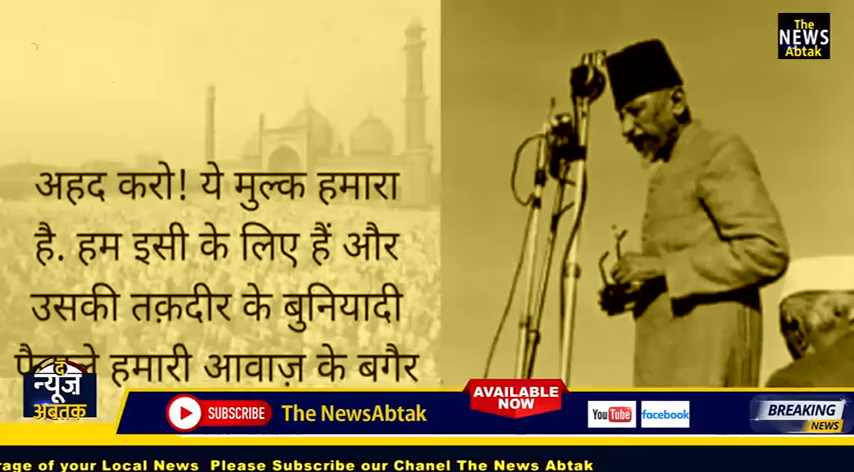 The
NEWS
Abtak
अहद करो! ये मुल्क हमारा
है. हम इसी के लिए हैं और
उसकी तक़दीर के बुनियादी
हमारी आवाज़ के बगैर
द
न्यूज़
अबतक
SUBSCRIBE
The NewsAbtak
AVAILABLE
NOW
YouTube
facebook
BREAKING
NEWS
of your Local News Please Subscribe our Chanel The News Abtak